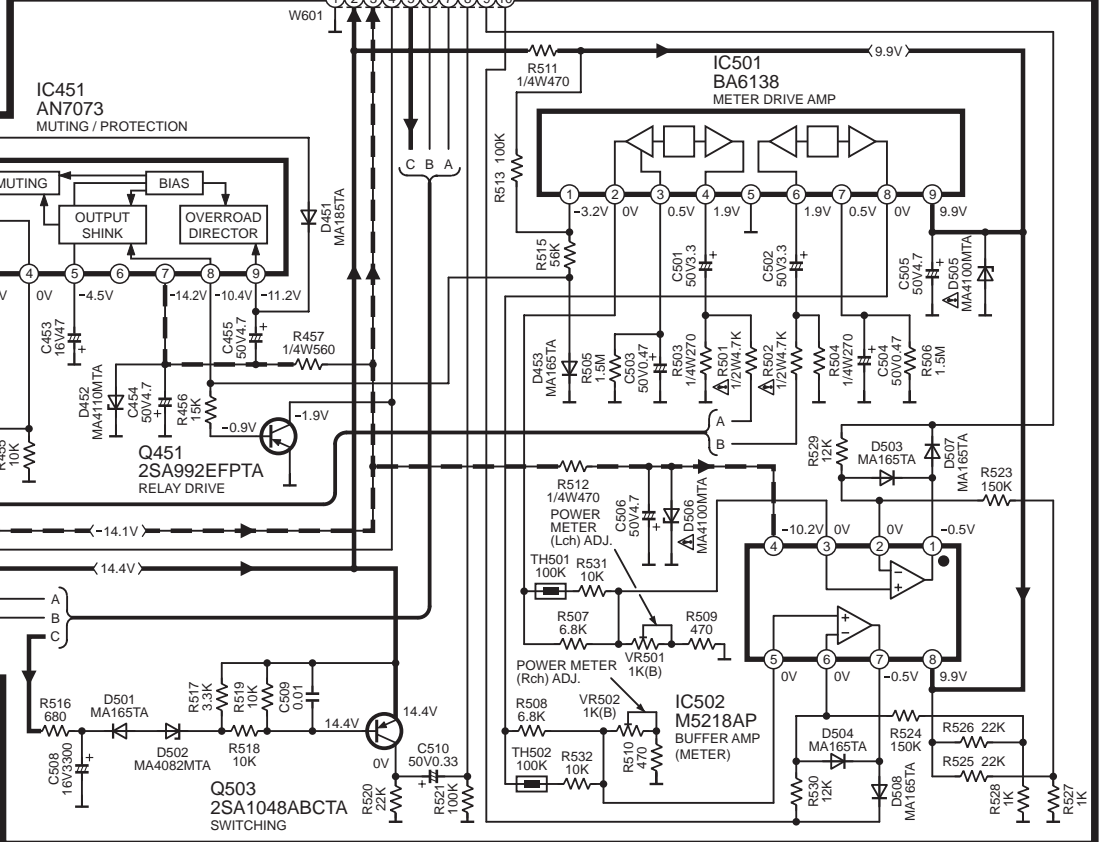 1 2 3 4 5 6 7 8 9 10
W601
IC451
AN7073
MUTING / PROTECTION
MUTING
BIAS
OUTPUT
SHINK
OVERROAD
DIRECTOR
4 5 6 7 8 9
V
0V
−4.5V
−14.2V
−10.4V
−11.2V
D451
MA185TA
C B A
R511
1/4W470
9.9V
IC501
BA6138
METER DRIVE AMP
R513 100K
1 2 3 4 5 6 7 8 9
−3.2V
0V
0.5V
1.9V
1.9V
0.5V
0V
9.9V
R515
56K
C501
50V3.3
C502
50V3.3
C505
50V4.7
D505
MA4100MTA
C453
16V47
C455
50V4.7
R457
1/4W560
D452
MA4110MTA
C454
50V4.7
R456
15K
−0.9V
−1.9V
R455
10K
Q451
2SA992EFPTA
RELAY DRIVE
D453
MA165TA
R505
1.5M
C503
50V0.47
R503
1/4W270
R501
1/2W4.7K
R502
1/2W4.7K
R504
1/4W270
C504
50V0.47
R506
1.5M
A
B
R529
12K
D503
MA165TA
D507
MA165TA
R523
150K
R512
1/4W470
C506
50V4.7
D506
MA4100MTA
POWER
METER
(Lch) ADJ.
−14.1V
14.4V
4 3 2 1
−10.2V
0V
0V
−0.5V
TH501
100K
R531
10K
R507
6.8K
VR501
1K(B)
R509
470
A
B
C
5 6 7 8
0V
0V
−0.5V
9.9V
POWER METER
(Rch) ADJ.
VR502
1K(B)
R508
6.8K
R510
470
TH502
100K
R532
10K
IC502
M5218AP
BUFFER AMP
(METER)
R516
680
D501
MA165TA
D502
MA4082MTA
C508
16V3300
R517
3.3K
R519
10K
C509
0.01
R518
10K
14.4V
14.4V
0V
C510
50V0.33
Q503
2SA1048ABCTA
SWITCHING
R520
22K
R521
100K
D504
MA165TA
R524
150K
R526 22K
R525 22K
R530
12K
D508
MA165TA
R528
1K
R527
1K